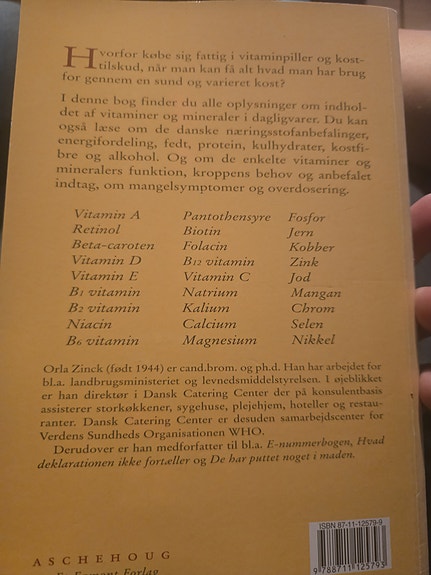 Hvorfor købe sig fattig i vitaminpiller og kost-
tilskud, når man kan få alt hvad man har brug
for gennem en sund og varieret kost?
I denne bog finder du alle oplysninger om indhol-
det af vitaminer og mineraler i dagligvarer. Du kan
også læse om de danske næringsstofanbefalinger,
energifordeling, fedt, protein, kulhydrater, kostfi-
bre og alkohol. Og om de enkelte vitaminer og
mineralers funktion, kroppens behov og anbefalet
indtag, om mangelsymptomer og overdosering.
Vitamin A Pantothensyre Fosfor
Retinol Biotin Jern
Beta-caroten Folacin Kobber
Vitamin D B12 vitamin Zink
Vitamin E Vitamin C Jod
B1 vitamin Natrium Mangan
B2 vitamin Kalium Chrom
Niacin Calcium Selen
B6 vitamin Magnesium Nikkel
Orla Zinck (født 1944) er cand.brom. og ph.d. Han har arbejdet for
bl.a. landbrugsministeriet og levnedsmiddelstyrelsen. I øjeblikket
er han direktør i Dansk Catering Center der på konsulentbasis
assisterer storkøkkener, sygehuse, plejehjem, hoteller og restau-
ranter. Dansk Catering Center er desuden samarbejdscenter for
Verdens Sundheds Organisationen WHO.
Derudover er han medforfatter til bl.a. E-nummerbogen, Hvad
deklarationen ikke fortæller og De har puttet noget i maden.
ISBN 87-11-12579-9
9 788711 125793
ASCHEHOUG
Egmont Forlag